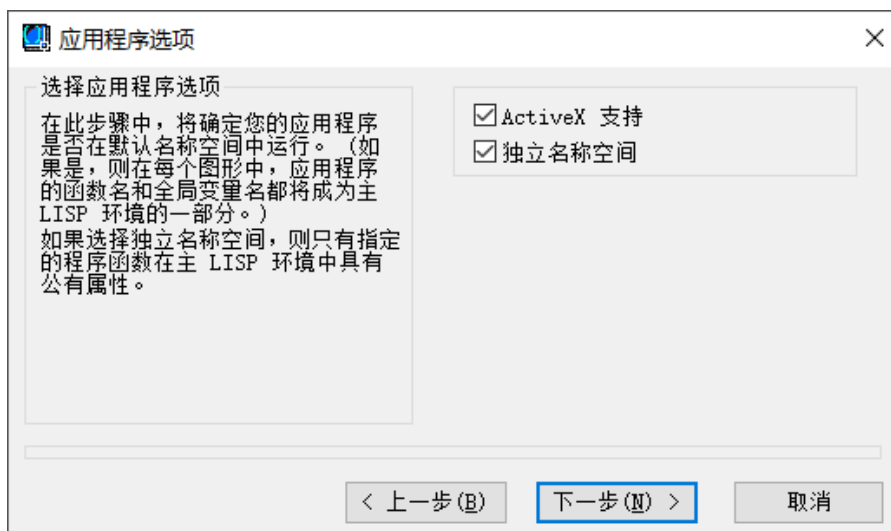 应用程序选项
选择应用程序选项
在此步骤中，将确定您的应用程序
是否在默认名称空间中运行。（如
果是，则在每个图形中，应用程序
的函数名和全局变量名都将成为主
LISP 环境的一部分。）
如果选择独立名称空间，则只有指定
的程序函数在主 LISP 环境中具有
公有属性。
ActiveX 支持
独立名称空间
< 上一步(B)
下一步(N) >
取消